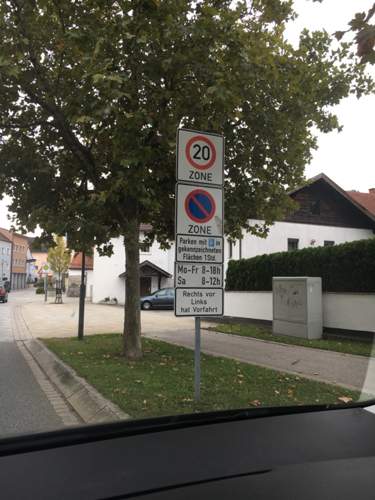 20
ZONE
ZONE
Parken mit P in
gekennzeichneten
Flächen 1Std.
Mo-Fr 8-18h
Sa 8-12h
Rechts vor
Links
hat Vorfahrt